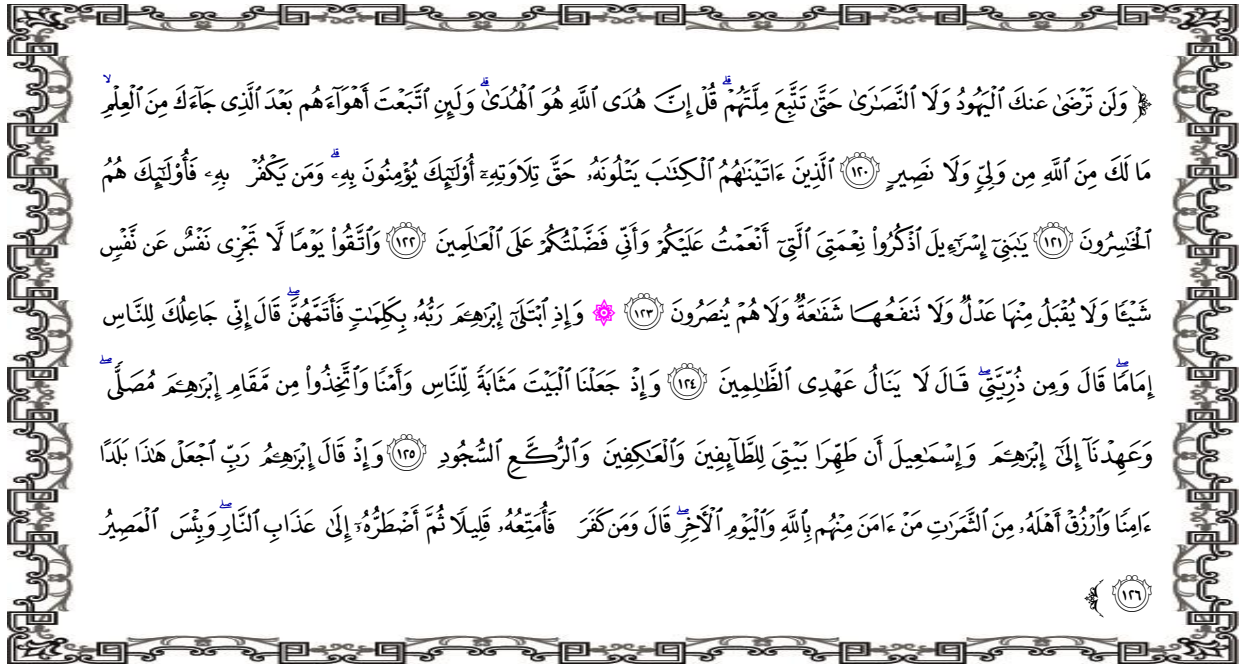 ﴿ وَلَن تَرْضَىٰ عَنكَ ٱلْيَهُودُ وَلَا ٱلنَّصَٰرَىٰ حَتَّىٰ تَتَّبِعَ مِلَّتَهُمْ ۗ قُلْ إِنَّ هُدَى ٱللَّهِ هُوَ ٱلْهُدَىٰ ۗ وَلَئِنِ ٱتَّبَعْتَ أَهْوَآءَهُم بَعْدَ ٱلَّذِى جَآءَكَ مِنَ ٱلْعِلْمِ ۙ
مَا لَكَ مِنَ ٱللَّهِ مِن وَلِىٍّ وَلَا نَصِيرٍ ﴿١٢٠﴾ ٱلَّذِينَ ءَاتَيْنَٰهُمُ ٱلْكِتَٰبَ يَتْلُونَهُۥ حَقَّ تِلَاوَتِهِۦٓ أُو۟لَٰٓئِكَ يُؤْمِنُونَ بِهِۦ ۗ وَمَن يَكْفُرْ بِهِۦ فَأُو۟لَٰٓئِكَ هُمُ
ٱلْخَٰسِرُونَ ﴿١٢١﴾ يَٰبَنِىٓ إِسْرَٰٓءِيلَ ٱذْكُرُوا۟ نِعْمَتِىَ ٱلَّتِىٓ أَنْعَمْتُ عَلَيْكُمْ وَأَنِّى فَضَّلْتُكُمْ عَلَى ٱلْعَٰلَمِينَ ﴿١٢٢﴾ وَٱتَّقُوا۟ يَوْمًا لَّا تَجْزِى نَفْسٌ عَن نَّفْسٍ
شَيْـًٔا وَلَا يُقْبَلُ مِنْهَا عَدْلٌ وَلَا تَنفَعُهَا شَفَٰعَةٌ وَلَا هُمْ يُنصَرُونَ ﴿١٢٣﴾ ۞ وَإِذِ ٱبْتَلَىٰٓ إِبْرَٰهِـۧمَ رَبُّهُۥ بِكَلِمَٰتٍ فَأَتَمَّهُنَّ ۖ قَالَ إِنِّى جَاعِلُكَ لِلنَّاسِ
إِمَامًا ۖ قَالَ وَمِن ذُرِّيَّتِى ۖ قَالَ لَا يَنَالُ عَهْدِى ٱلظَّٰلِمِينَ ﴿١٢٤﴾ وَإِذْ جَعَلْنَا ٱلْبَيْتَ مَثَابَةً لِّلنَّاسِ وَأَمْنًا وَٱتَّخِذُوا۟ مِن مَّقَامِ إِبْرَٰهِـۧمَ مُصَلًّى ۖ
وَعَهِدْنَآ إِلَىٰٓ إِبْرَٰهِـۧمَ وَإِسْمَٰعِيلَ أَن طَهِّرَا بَيْتِىَ لِلطَّآئِفِينَ وَٱلْعَٰكِفِينَ وَٱلرُّكَّعِ ٱلسُّجُودِ ﴿١٢٥﴾ وَإِذْ قَالَ إِبْرَٰهِـۧمُ رَبِّ ٱجْعَلْ هَٰذَا بَلَدًا
ءَامِنًا وَٱرْزُقْ أَهْلَهُۥ مِنَ ٱلثَّمَرَٰتِ مَنْ ءَامَنَ مِنْهُم بِٱللَّهِ وَٱلْيَوْمِ ٱلْءَاخِرِ ۖ قَالَ وَمَن كَفَرَ فَأُمَتِّعُهُۥ قَلِيلًا ثُمَّ أَضْطَرُّهُۥٓ إِلَىٰ عَذَابِ ٱلنَّارِ ۖ وَبِئْسَ ٱلْمَصِيرُ
﴿١٢٦﴾ ﴾